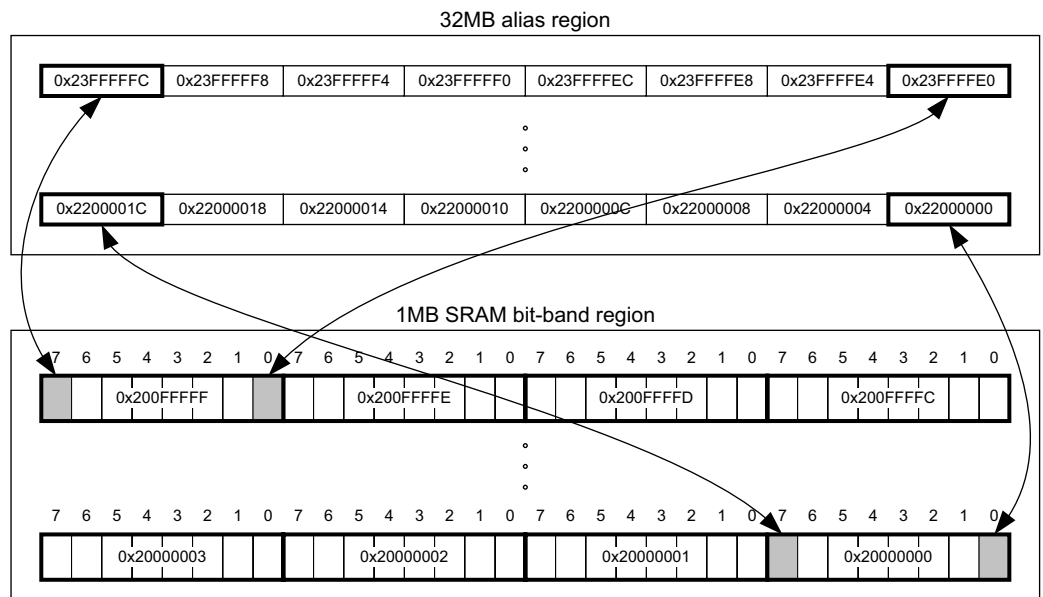 32MB alias region
0x23FFFFFC 0x23FFFFF8 0x23FFFFF4 0x23FFFFF0 0x23FFFFEC 0x23FFFFE8 0x23FFFFE4 0x23FFFFE0
0x2200001C 0x22000018 0x22000014 0x22000010 0x2200000C 0x22000008 0x22000004 0x22000000
1MB SRAM bit-band region
7 6 5 4 3 2 1 0 7 6 5 4 3 2 1 0 7 6 5 4 3 2 1 0 7 6 5 4 3 2 1 0
0x200FFFFF 0x200FFFFE 0x200FFFFD 0x200FFFFC
7 6 5 4 3 2 1 0 7 6 5 4 3 2 1 0 7 6 5 4 3 2 1 0 7 6 5 4 3 2 1 0
0x20000003 0x20000002 0x20000001 0x20000000